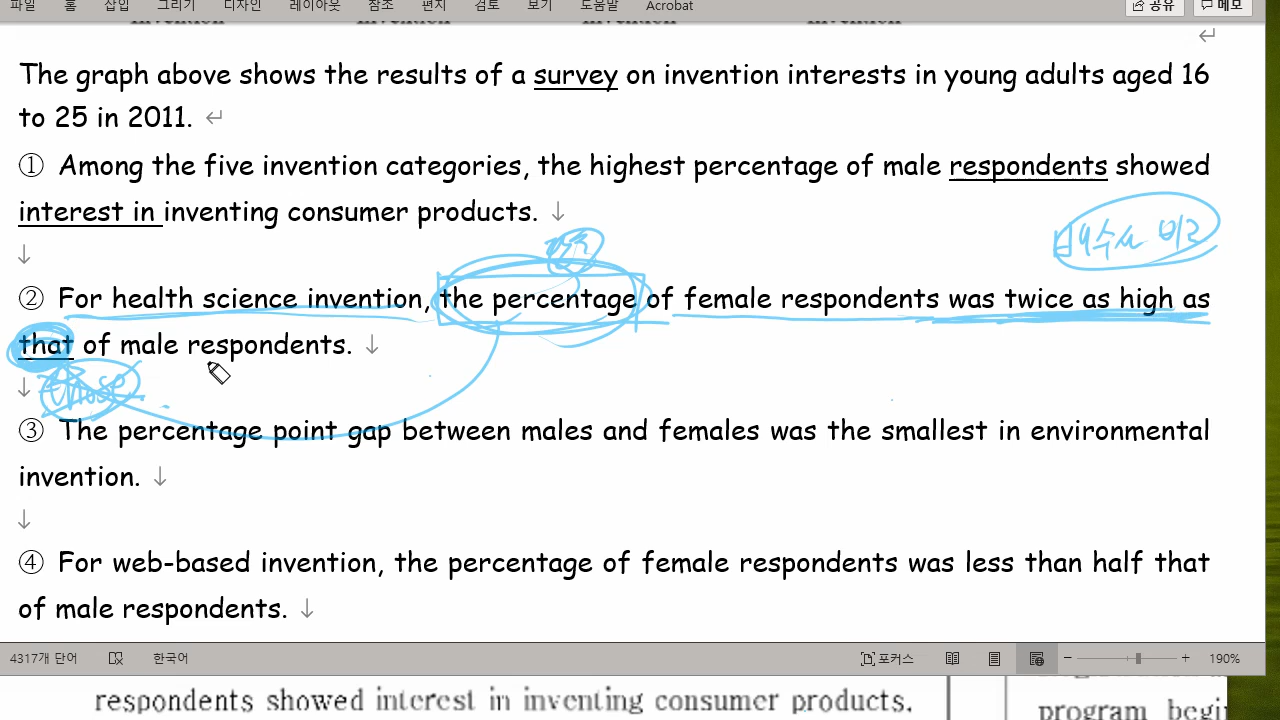 파일 홈 삽입 그리기 디자인 레이아웃 참조 편지 검토 보기 도움말 Acrobat 공유 메모
The graph above shows the results of a survey on invention interests in young adults aged 16
to 25 in 2011. ↵
① Among the five invention categories, the highest percentage of male respondents showed
interest in inventing consumer products. ↓
배수사 비교
↓
단수
② For health science invention, the percentage of female respondents was twice as high as
that of male respondents. ↓
↓ those
③ The percentage point gap between males and females was the smallest in environmental
invention. ↓
↓
④ For web-based invention, the percentage of female respondents was less than half that
of male respondents. ↓
4317개 단어 한국어 포커스 190%
respondents showed interest in inventing consumer products.
program begin